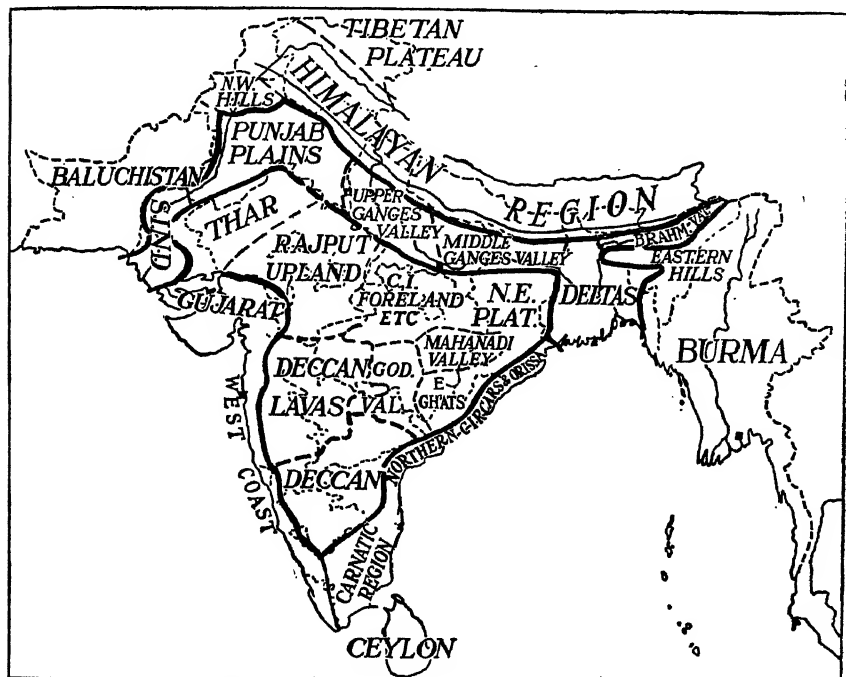 TIBETAN
PLATEAU
N.W.
HILLS
HIMALAYAN
REGION
PUNJAB
PLAINS
BALUCHISTAN
SIND
THAR
UPPER
GANGES
VALLEY
MIDDLE
GANGES-VALLEY
BRAHM-VAL.
EASTERN
HILLS
RAJPUT
UPLAND
GUJARAT
C.I.
FORELAND
ETC
N.E.
PLAT.
DELTAS
BURMA
MAHANADI
VALLEY
DECCAN
LAVAS
GOD.
VAL.
E
GHATS
NORTHERN-CIRCARS & ORISSA
WEST COAST
DECCAN
CARNATIC
REGION
CEYLON